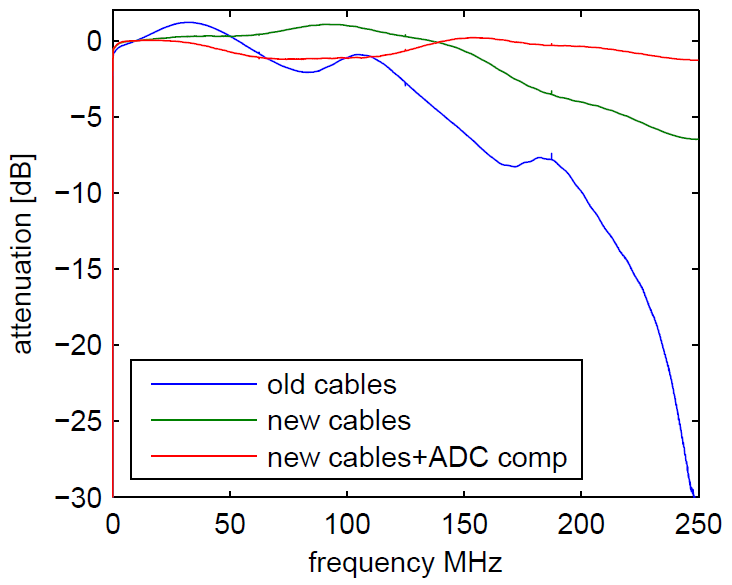 0
−5
−10
−15
−20
−25
−30
attenuation [dB]
old cables
new cables
new cables+ADC comp
0 50 100 150 200 250
frequency MHz